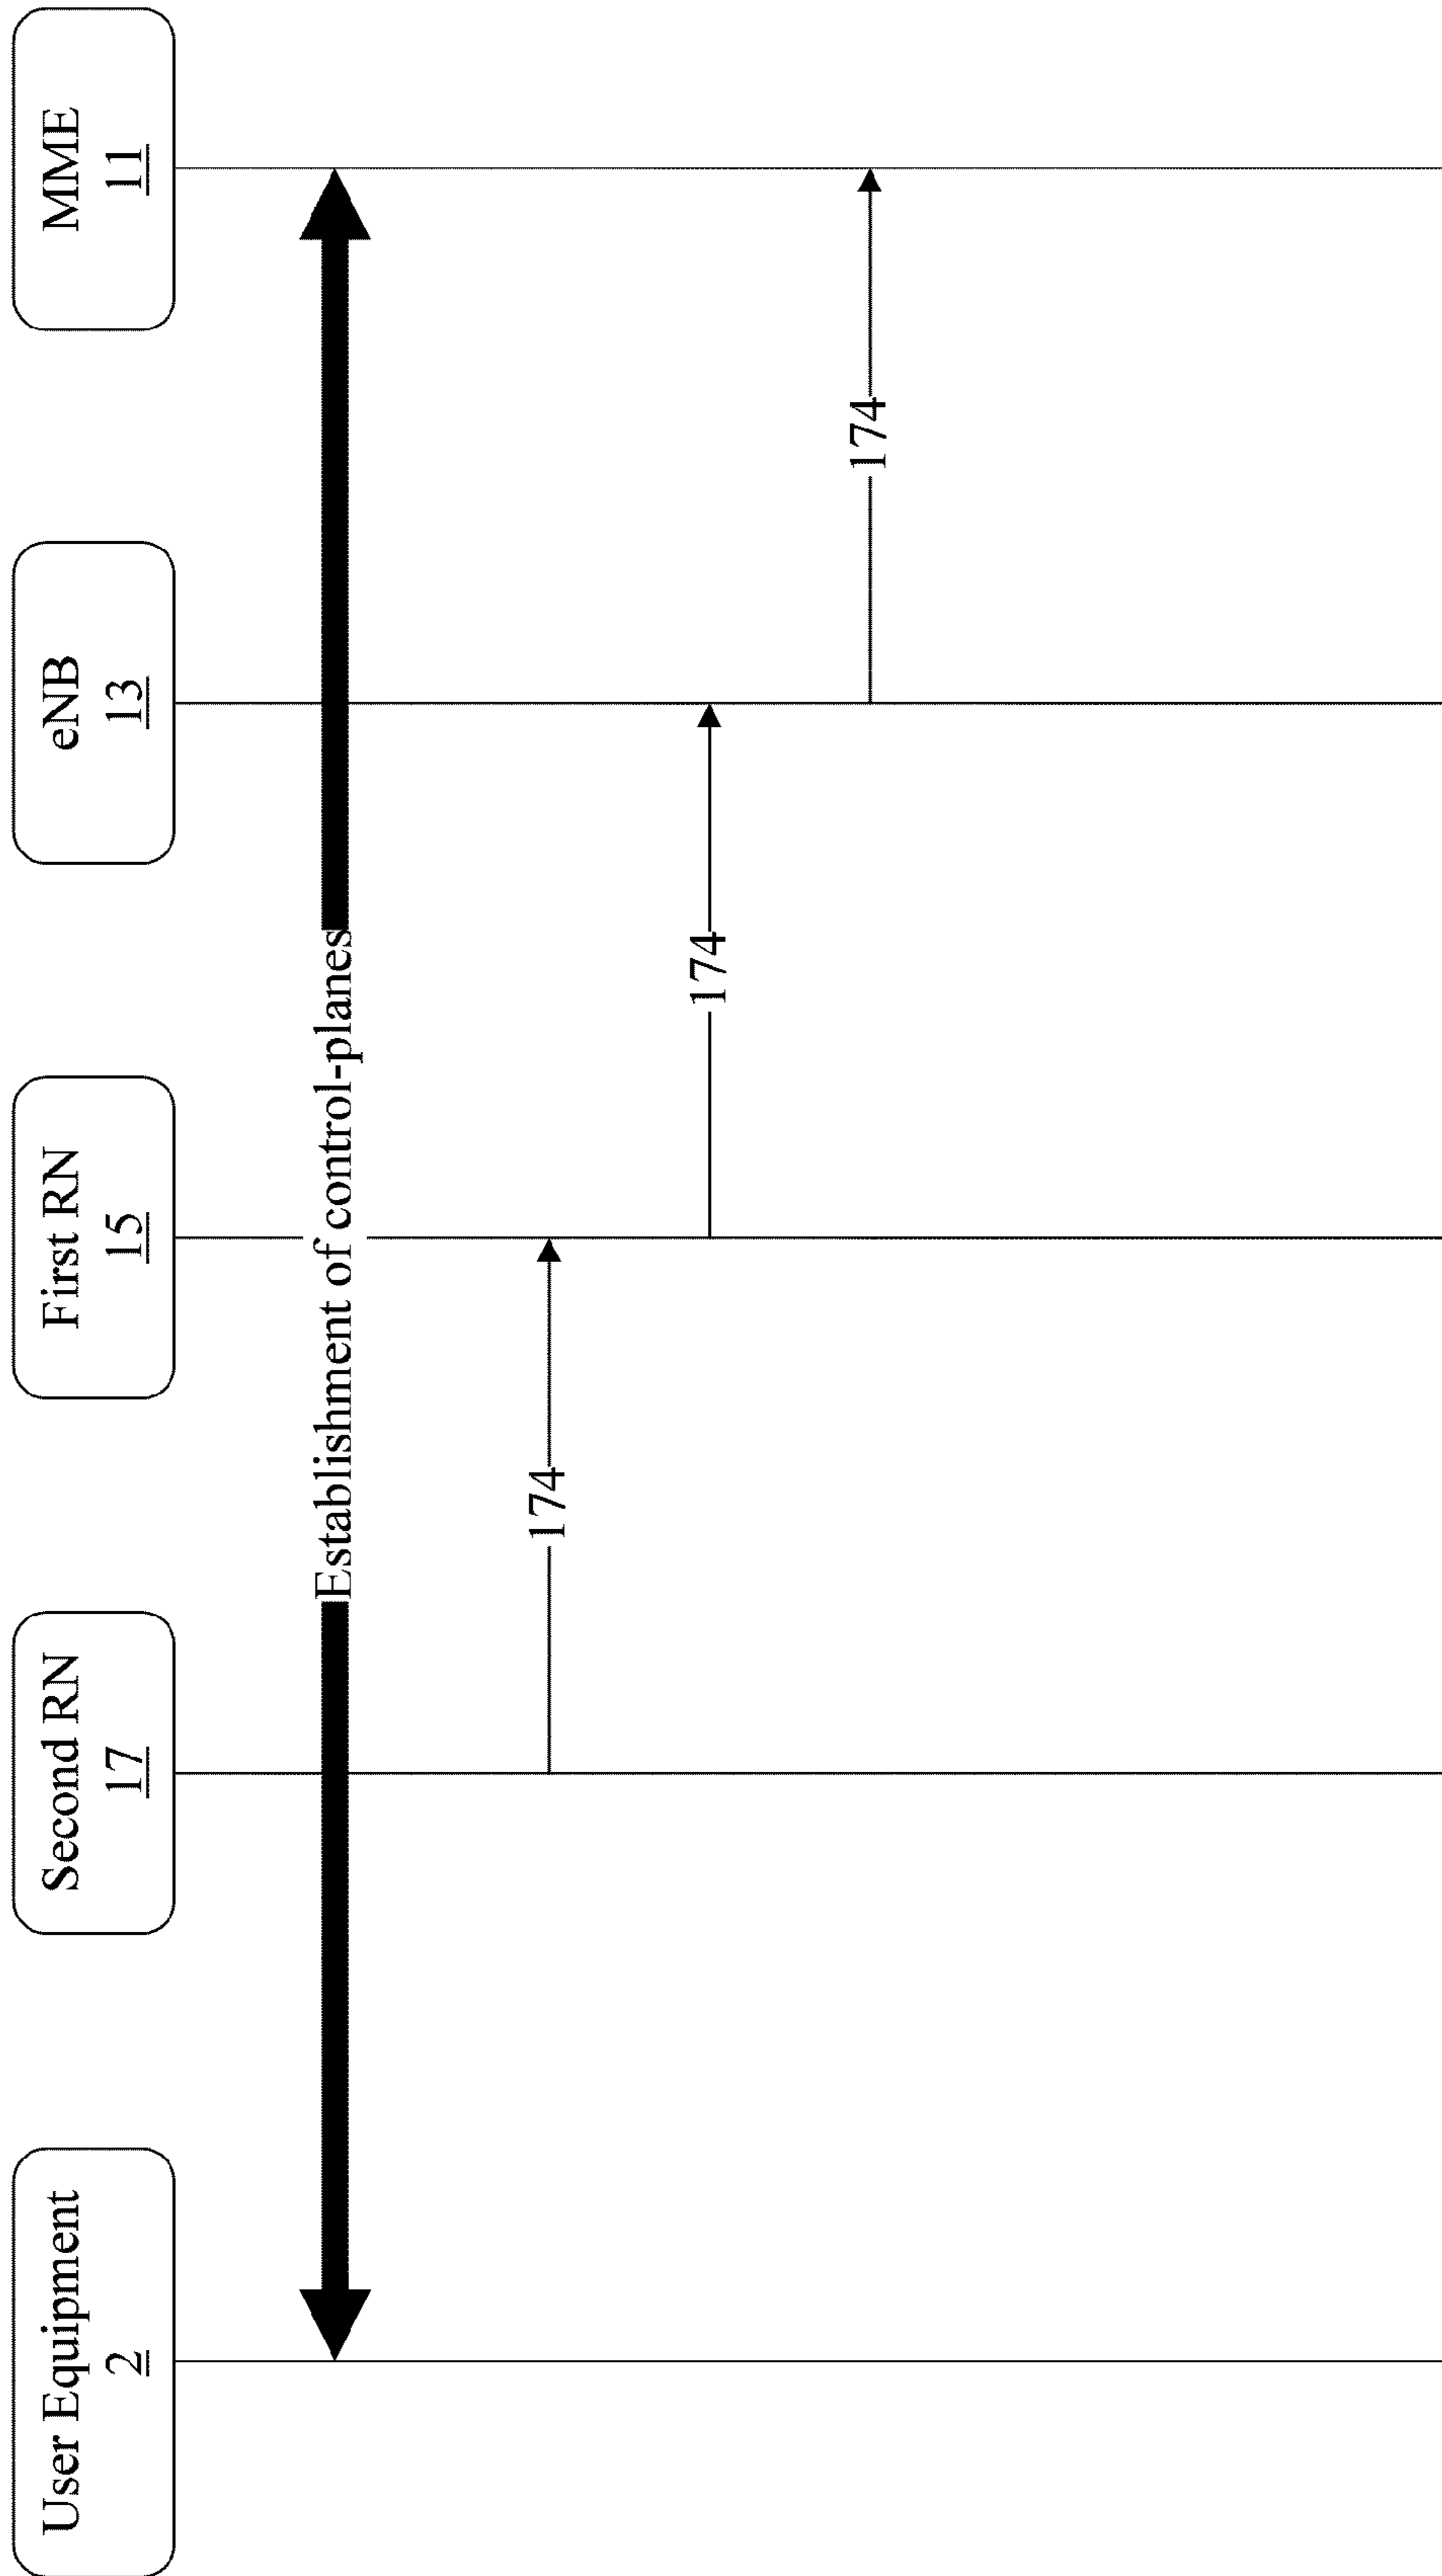 User Equipment
2
Second RN
17
First RN
15
eNB
13
MME
11
Establishment of control-planes
174
174
174